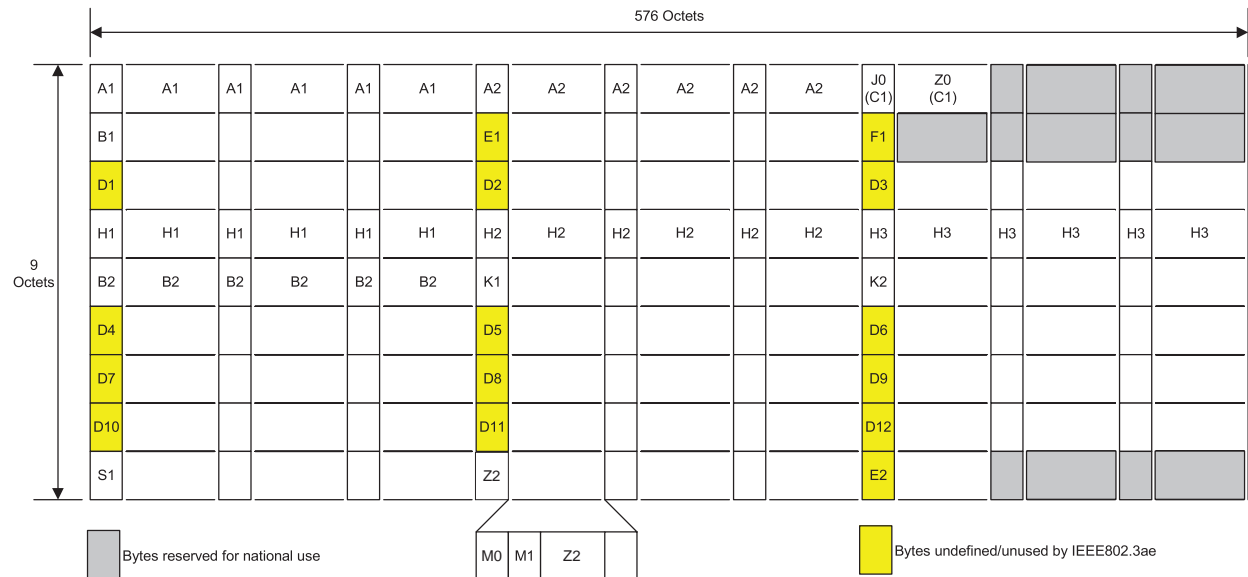 576 Octets
A1 A1 A1 A1 A1 A1 A2 A2 A2 A2 A2 A2 J0 (C1) Z0 (C1)
B1 E1 F1
D1 D2 D3
H1 H1 H1 H1 H1 H1 H2 H2 H2 H2 H2 H2 H3 H3 H3 H3 H3 H3
9 Octets
B2 B2 B2 B2 B2 B2 K1 K2
D4 D5 D6
D7 D8 D9
D10 D11 D12
S1 Z2 E2
M0 M1 Z2
Bytes reserved for national use
Bytes undefined/unused by IEEE802.3ae